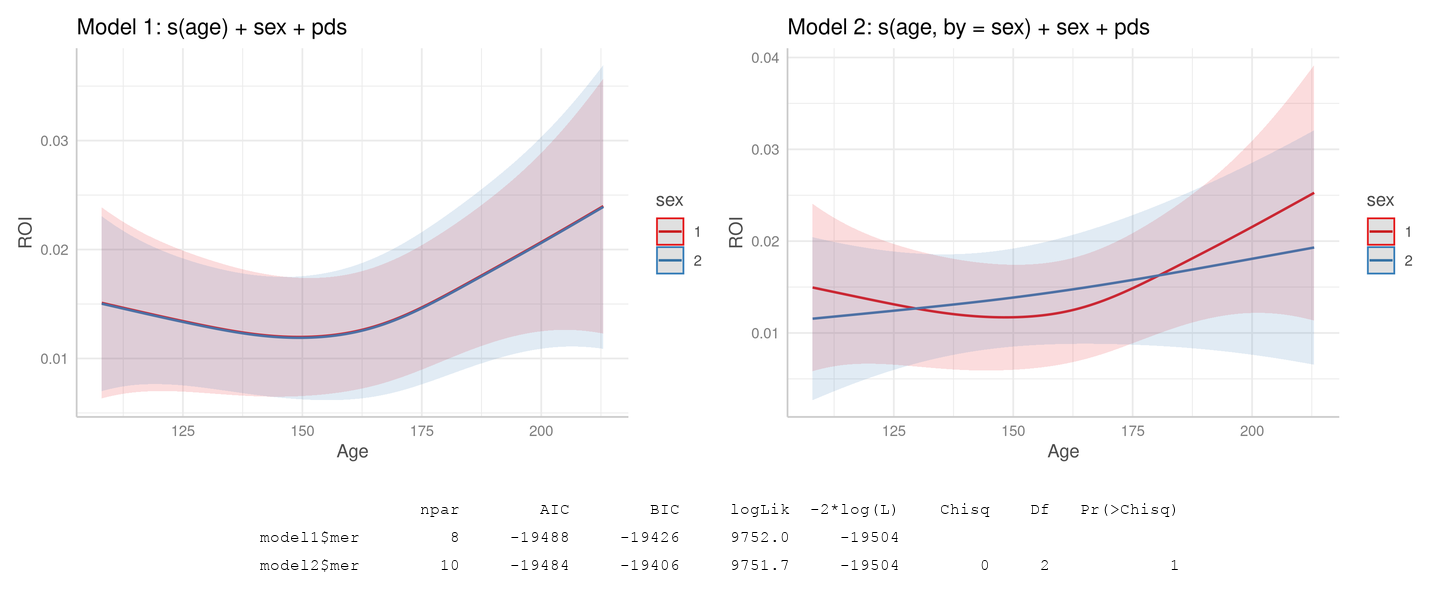 Model 1: s(age) + sex + pds
0.03
0.02
0.01
ROI
125 150 175 200
Age
sex
1
2
Model 2: s(age, by = sex) + sex + pds
0.04
0.03
0.02
0.01
ROI
125 150 175 200
Age
sex
1
2
npar AIC BIC logLik -2*log(L) Chisq Df Pr(>Chisq)
model1$mer 8 -19488 -19426 9752.0 -19504
model2$mer 10 -19484 -19406 9751.7 -19504 0 2 1